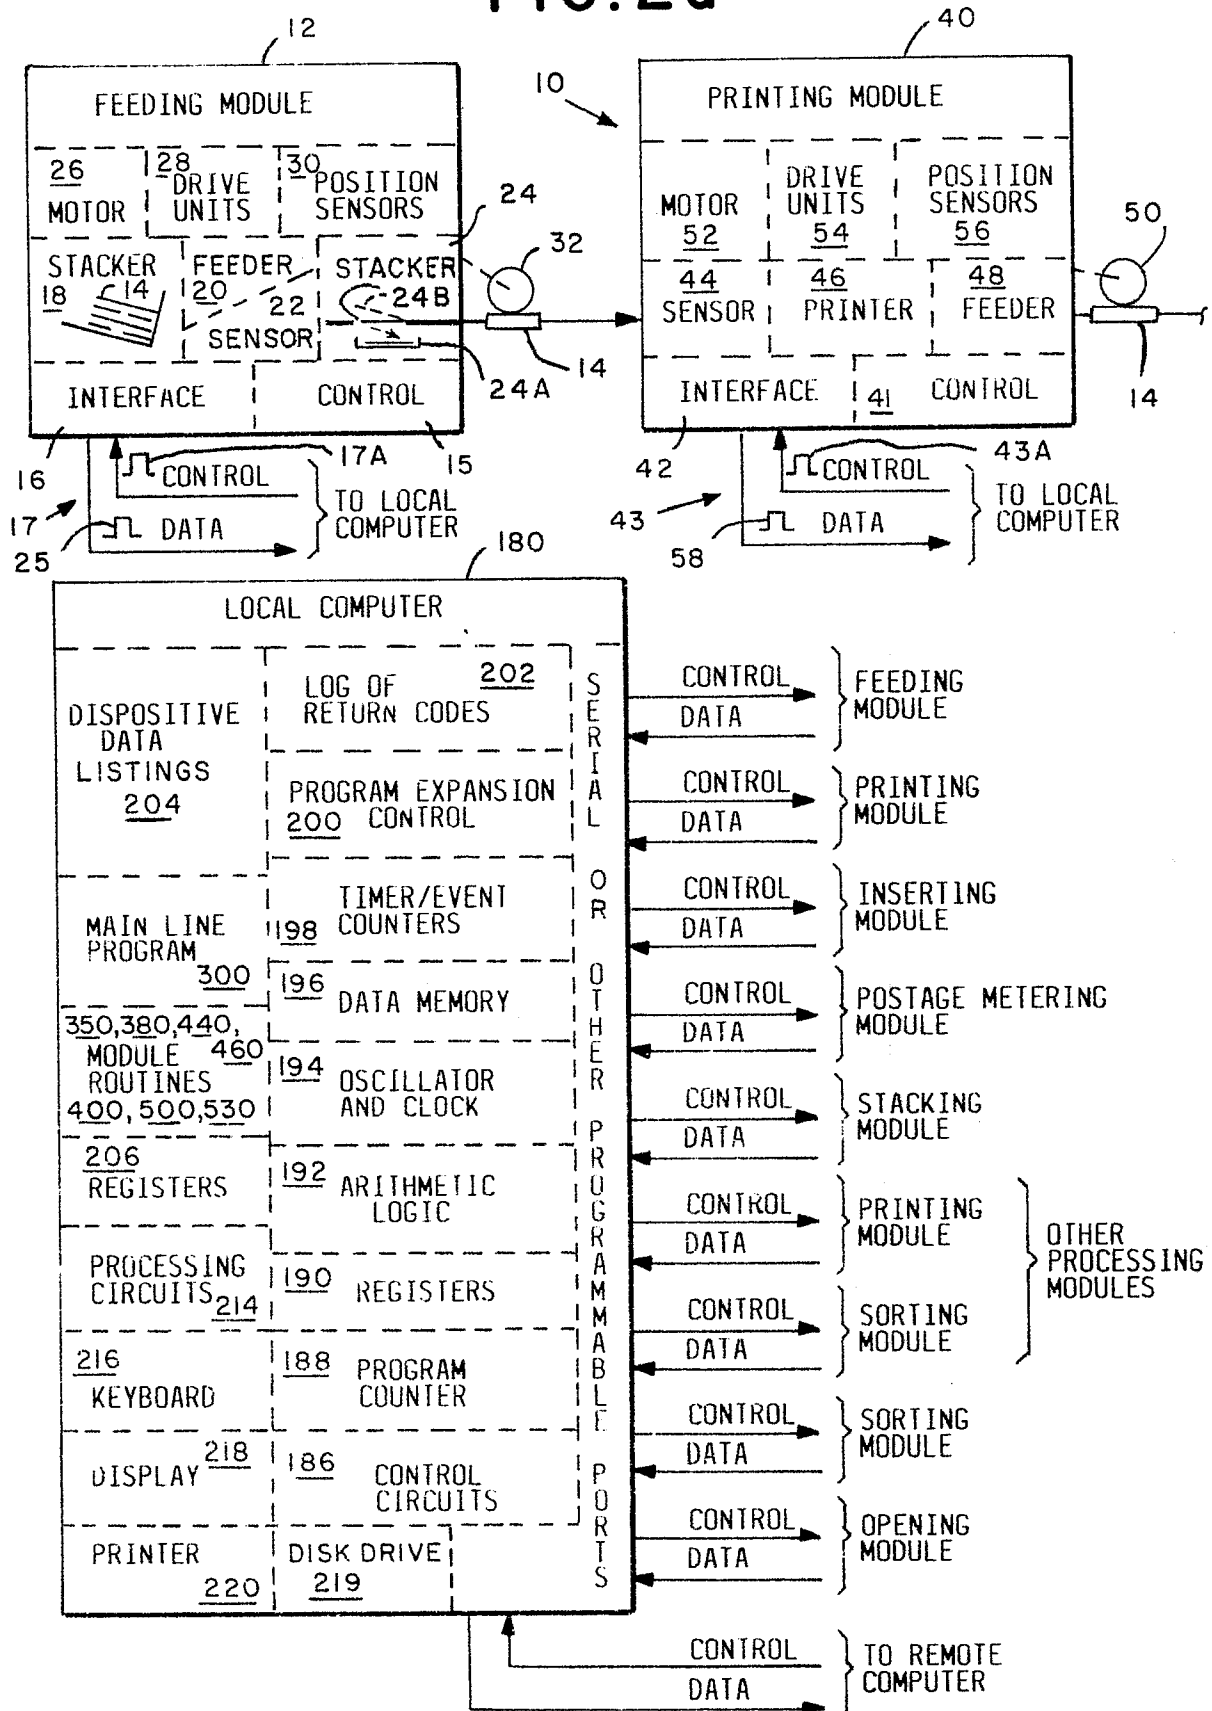 12
40
FEEDING MODULE
10
PRINTING MODULE
26
MOTOR
28
DRIVE
UNITS
30
POSITION
SENSORS
24
32
MOTOR
52
DRIVE
UNITS
54
POSITION
SENSORS
56
50
STACKER
18
14
FEEDER
20
22
SENSOR
STACKER
24B
24A
14
44
SENSOR
46
PRINTER
48
FEEDER
14
INTERFACE
CONTROL
INTERFACE
41
CONTROL
16
17A
15
42
43A
17
CONTROL
DATA
25
TO LOCAL
COMPUTER
43
CONTROL
DATA
58
TO LOCAL
COMPUTER
180
LOCAL COMPUTER
DISPOSITIVE
DATA
LISTINGS
204
MAIN LINE
PROGRAM
300
350,380,440,
MODULE 460
ROUTINES
400,500,530
206
REGISTERS
PROCESSING
CIRCUITS 214
216
KEYBOARD
DISPLAY 218
PRINTER
220
LOG OF 202
RETURN CODES
PROGRAM EXPANSION
200 CONTROL
TIMER/EVENT
198 COUNTERS
196
DATA MEMORY
194 OSCILLATOR
AND CLOCK
192 ARITHMETIC
LOGIC
190 REGISTERS
188 PROGRAM
COUNTER
186 CONTROL
CIRCUITS
DISK DRIVE
219
SERIAL OR OTHER PROGRAMMABLE PORTS
CONTROL
DATA
FEEDING
MODULE
CONTROL
DATA
PRINTING
MODULE
CONTROL
DATA
INSERTING
MODULE
CONTROL
DATA
POSTAGE METERING
MODULE
CONTROL
DATA
STACKING
MODULE
CONTROL
DATA
PRINTING
MODULE
CONTROL
DATA
SORTING
MODULE
OTHER
PROCESSING
MODULES
CONTROL
DATA
SORTING
MODULE
CONTROL
DATA
OPENING
MODULE
CONTROL
DATA
TO REMOTE
COMPUTER